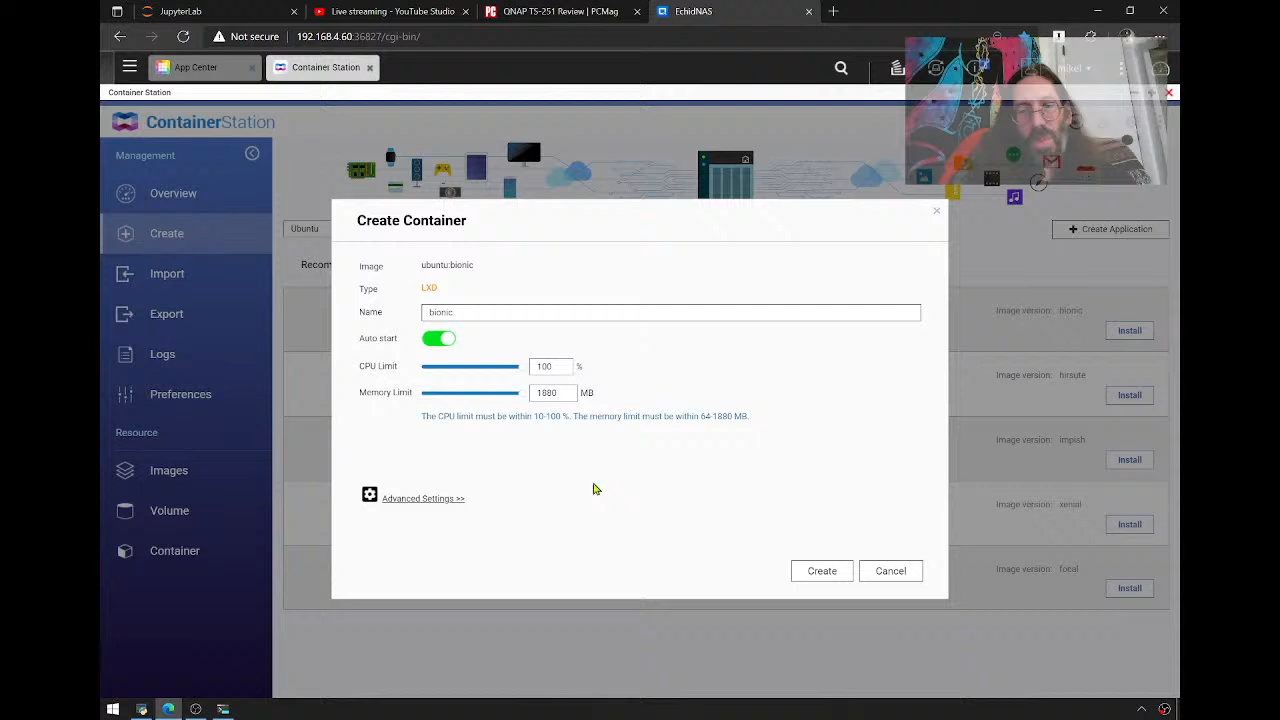 JupyterLab
Live streaming - YouTube Studio
QNAP TS-251 Review | PCMag
EchidNAS
Not secure
192.168.4.60:36827/cgi-bin/
App Center
Container Station
mikel
Container Station
ContainerStation
Management
Overview
Create
Import
Export
Logs
Preferences
Resource
Images
Volume
Container
Ubuntu
Create Application
Recom
Image version: bionic
Install
Image version: hirsute
Install
Image version: impish
Install
Image version: xenial
Install
Image version: focal
Install
Create Container
Image ubuntu:bionic
Type LXD
Name bionic
Auto start
CPU Limit 100 %
Memory Limit 1880 MB
The CPU limit must be within 10-100 %. The memory limit must be within 64-1880 MB.
Advanced Settings >>
Create Cancel